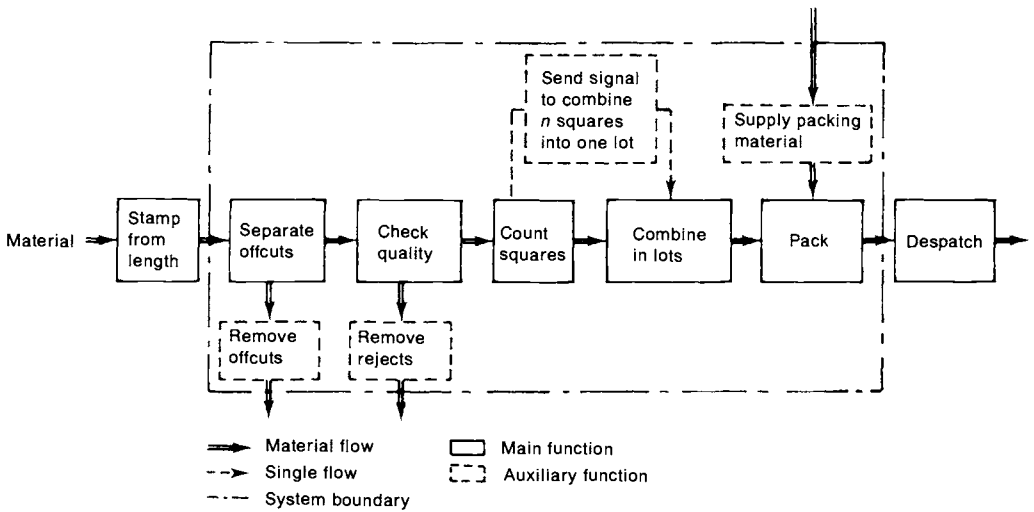 Send signal
to combine
n squares
into one lot
Supply packing
material
Material
Stamp
from
length
Separate
offcuts
Check
quality
Count
squares
Combine
in lots
Pack
Despatch
Remove
offcuts
Remove
rejects
Material flow
Single flow
System boundary
Main function
Auxiliary function